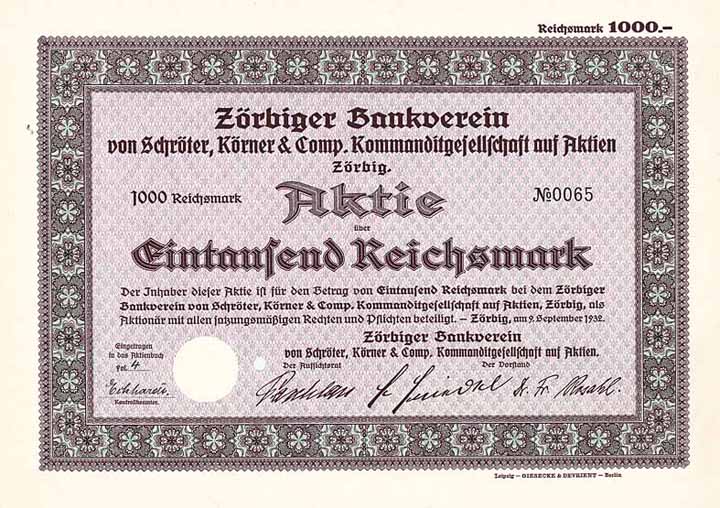 Reichsmark 1000.–
Zörbiger Bankverein
von Schröter, Körner & Comp. Kommanditgesellschaft auf Aktien
Zörbig.
1000 Reichsmark Aktie №0065
über
Eintausend Reichsmark
Der Inhaber dieser Aktie ist für den Betrag von Eintausend Reichsmark bei dem Zörbiger
Bankverein von Schröter, Körner & Comp. Kommanditgesellschaft auf Aktien, Zörbig, als
Aktionär mit allen satzungsmäßigen Rechten und Pflichten beteiligt. – Zörbig, am 9. September 1932.
Zörbiger Bankverein
von Schröter, Körner & Comp. Kommanditgesellschaft auf Aktien.
Der Aufsichtsrat Der Vorstand
Eingetragen
in das Aktienbuch
Fol. 4
Kontrollbeamter.
Leipzig – GIESECKE & DEVRIENT – Berlin